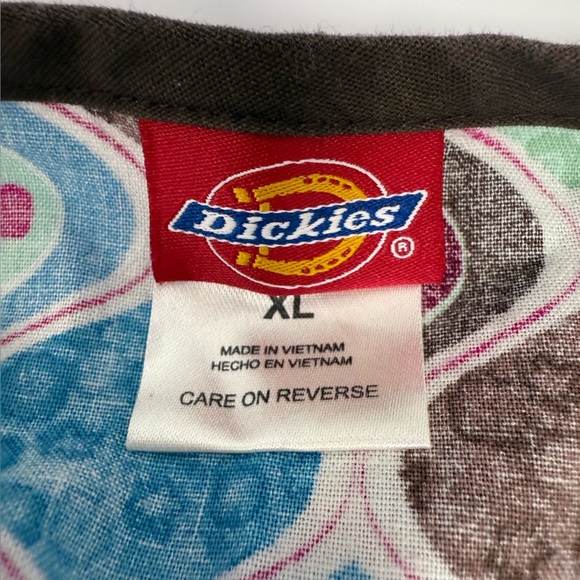 Dickies
®
XL
MADE IN VIETNAM
HECHO EN VIETNAM
CARE ON REVERSE